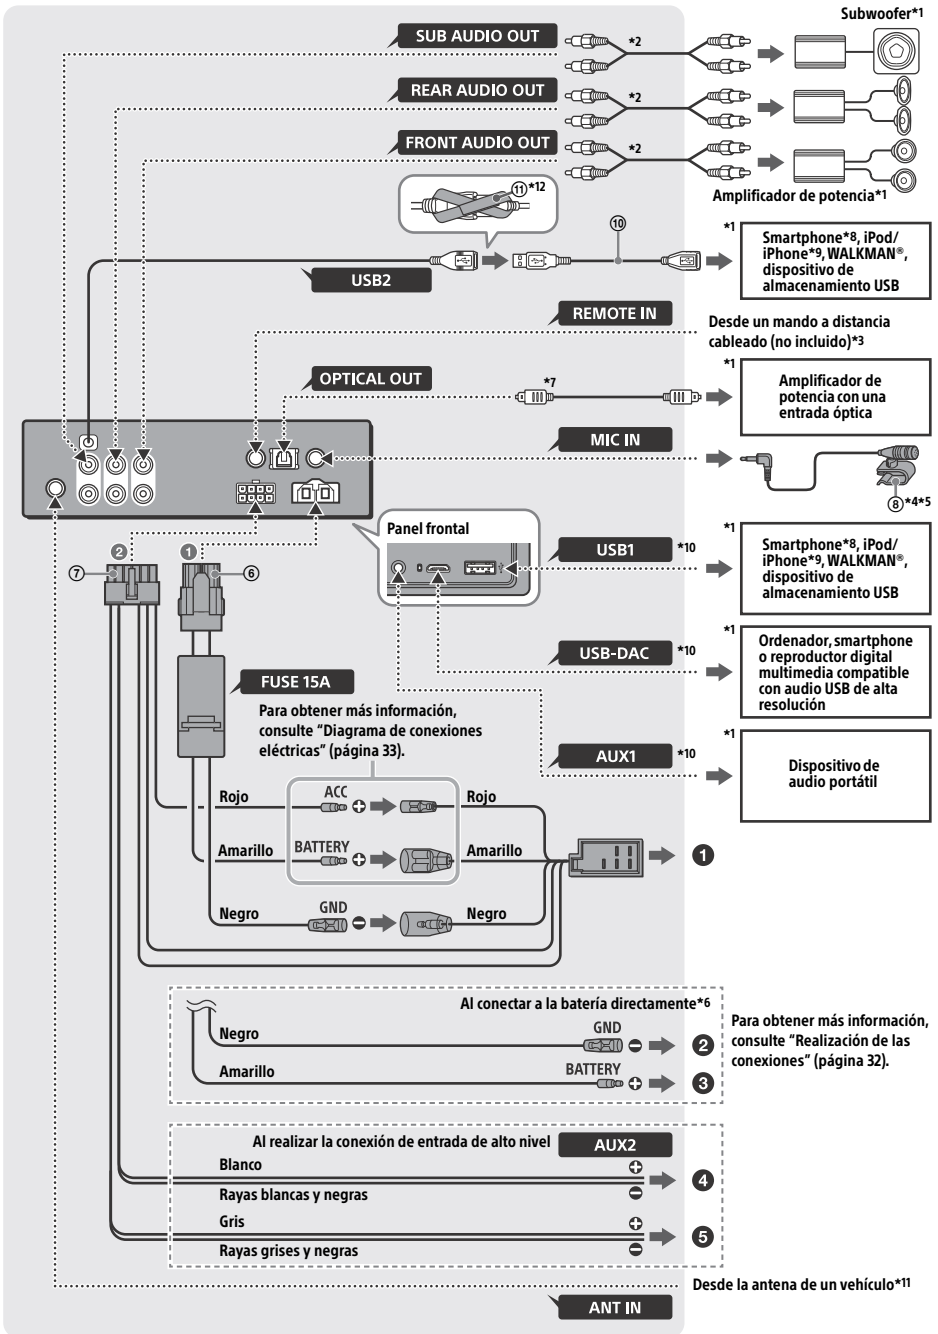 Subwoofer*1
SUB AUDIO OUT
*2
REAR AUDIO OUT
*2
FRONT AUDIO OUT
*2
Amplificador de potencia*1
⑪*12
⑩
*1
Smartphone*8, iPod/
iPhone*9, WALKMAN®,
dispositivo de
almacenamiento USB
USB2
REMOTE IN
Desde un mando a distancia
cableado (no incluido)*3
OPTICAL OUT
*7
*1
Amplificador de
potencia con una
entrada óptica
MIC IN
⑧*4*5
Panel frontal
USB1
*10
*1
Smartphone*8, iPod/
iPhone*9, WALKMAN®,
dispositivo de
almacenamiento USB
❷
❶
⑦
⑥
USB-DAC
*10
*1
Ordenador, smartphone
o reproductor digital
multimedia compatible
con audio USB de alta
resolución
FUSE 15A
Para obtener más información,
consulte “Diagrama de conexiones
eléctricas” (página 33).
AUX1
*10
*1
Dispositivo de
audio portátil
Rojo
ACC
Rojo
Amarillo
BATTERY
Amarillo
❶
Negro
GND
Negro
Al conectar a la batería directamente*6
Negro
GND
❷
Amarillo
BATTERY
❸
Para obtener más información,
consulte “Realización de las
conexiones” (página 32).
Al realizar la conexión de entrada de alto nivel
AUX2
Blanco
Rayas blancas y negras
❹
Gris
Rayas grises y negras
❺
Desde la antena de un vehículo*11
ANT IN